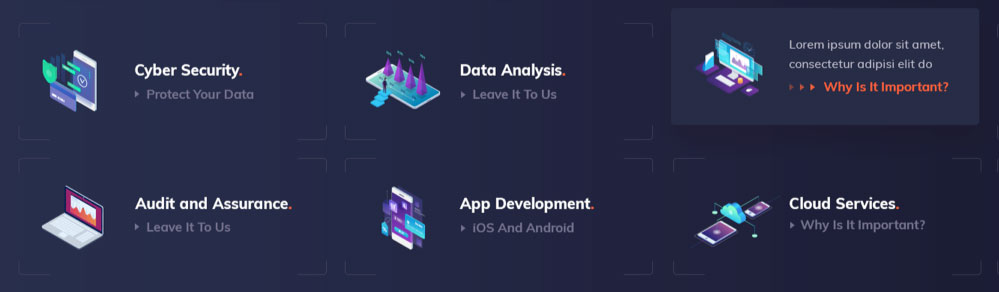 Cyber Security.
Protect Your Data
Data Analysis.
Leave It To Us
Lorem ipsum dolor sit amet,
consectetur adipisi elit do
Why Is It Important?
Audit and Assurance.
Leave It To Us
App Development.
iOS And Android
Cloud Services.
Why Is It Important?